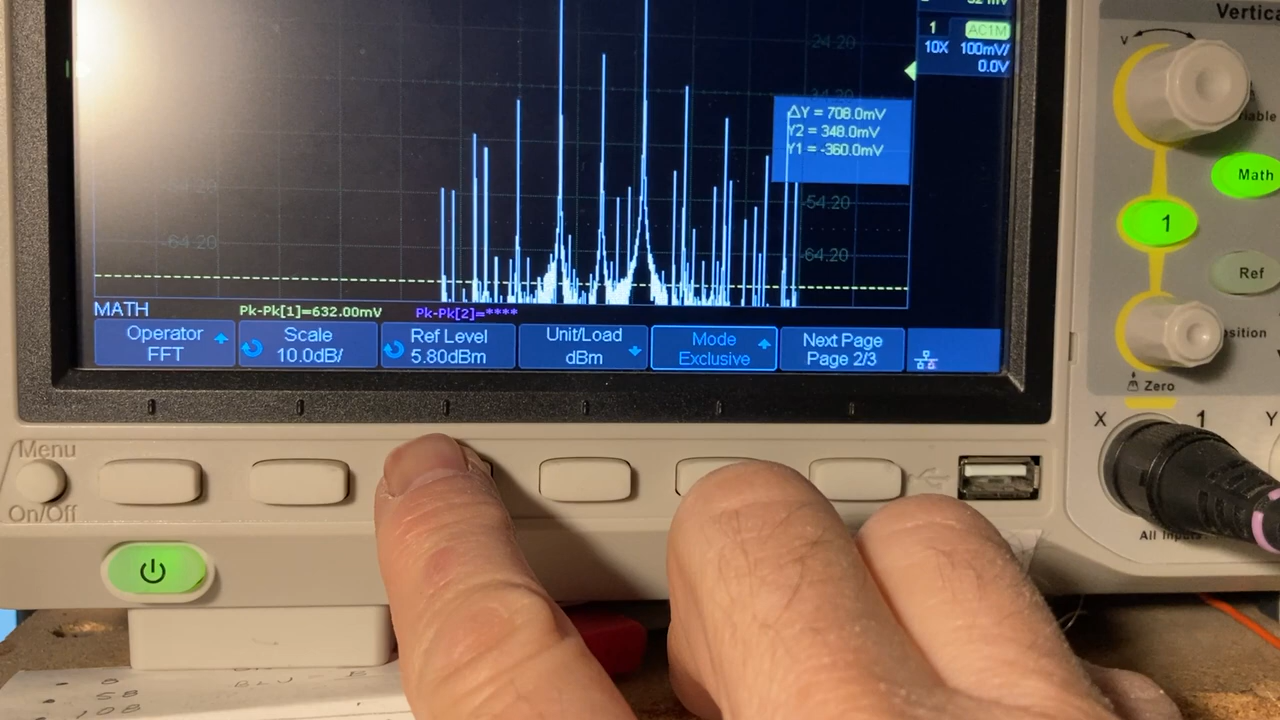 Vertica
V
1
AC1M
10X
100mV/
0.0V
-24.20
ΔY = 708.0mV
Y2 = 348.0mV
Y1 = -360.0mV
Math
-54.20
1
-64.20
-64.20
Ref
MATH
Pk-Pk[1]=632.00mV
Pk-Pk[2]=****
Operator
FFT
Scale
10.0dB/
Ref Level
5.80dBm
Unit/Load
dBm
Mode
Exclusive
Next Page
Page 2/3
Zero
X
1
Y
Menu
On/Off
All Inputs
58
108